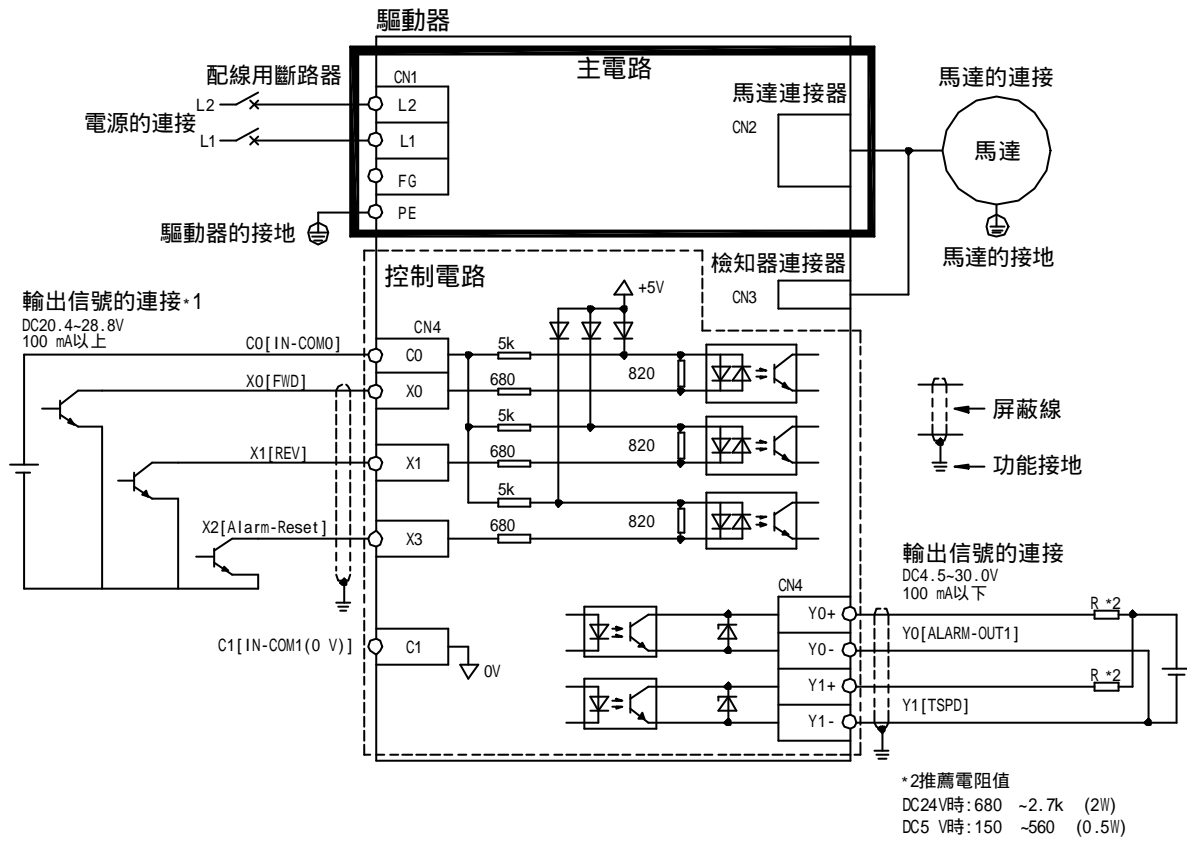 驅動器
主電路
配線用斷路器
電源的連接
L2
L1
CN1
L2
L1
FG
PE
驅動器的接地
馬達連接器
CN2
馬達的連接
馬達
馬達的接地
控制電路
檢知器連接器
CN3
+5V
輸出信號的連接*1
DC20.4~28.8V
100 mA以上
CN4
C0[IN-COM0]
C0
5k
X0[FWD]
X0
680
820
5k
X1[REV]
X1
680
820
5k
X2[Alarm-Reset]
X3
680
820
C1[IN-COM1(0 V)]
C1
0V
屏蔽線
功能接地
輸出信號的連接
DC4.5~30.0V
100 mA以下
CN4
Y0+
R *2
Y0[ALARM-OUT1]
Y0-
Y1+
R *2
Y1[TSPD]
Y1-
*2推薦電阻值
DC24V時:680 ~2.7k (2W)
DC5 V時:150 ~560 (0.5W)